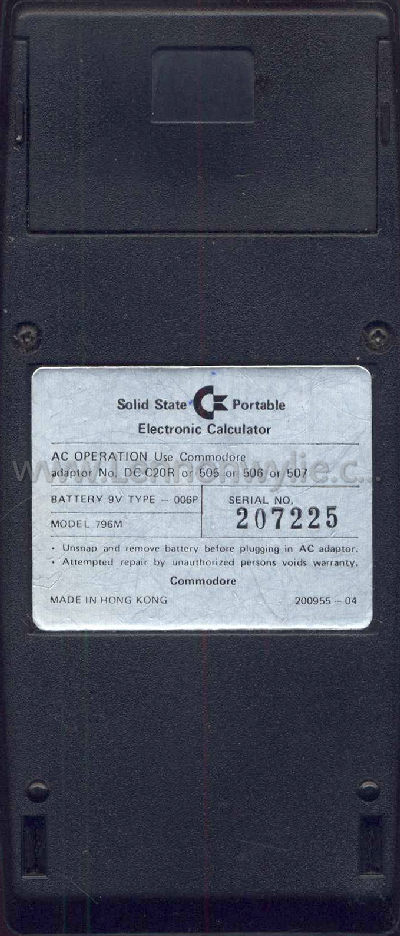 Solid State Portable
Electronic Calculator
AC OPERATION Use Commodore
adaptor No. DC-C20R or 505 or 506 or 507
BATTERY 9V TYPE – 006P
SERIAL NO.
207225
MODEL 796M
• Unsnap and remove battery before plugging in AC adaptor.
• Attempted repair by unauthorized persons voids warranty.
Commodore
MADE IN HONG KONG 200955 – 04